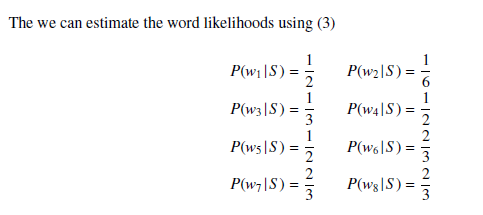 The we can estimate the word likelihoods using (3)
P(w₁|S) = 1/2 P(w₂|S) = 1/6
P(w₃|S) = 1/3 P(w₄|S) = 1/2
P(w₅|S) = 1/2 P(w₆|S) = 2/3
P(w₇|S) = 2/3 P(w₈|S) = 2/3